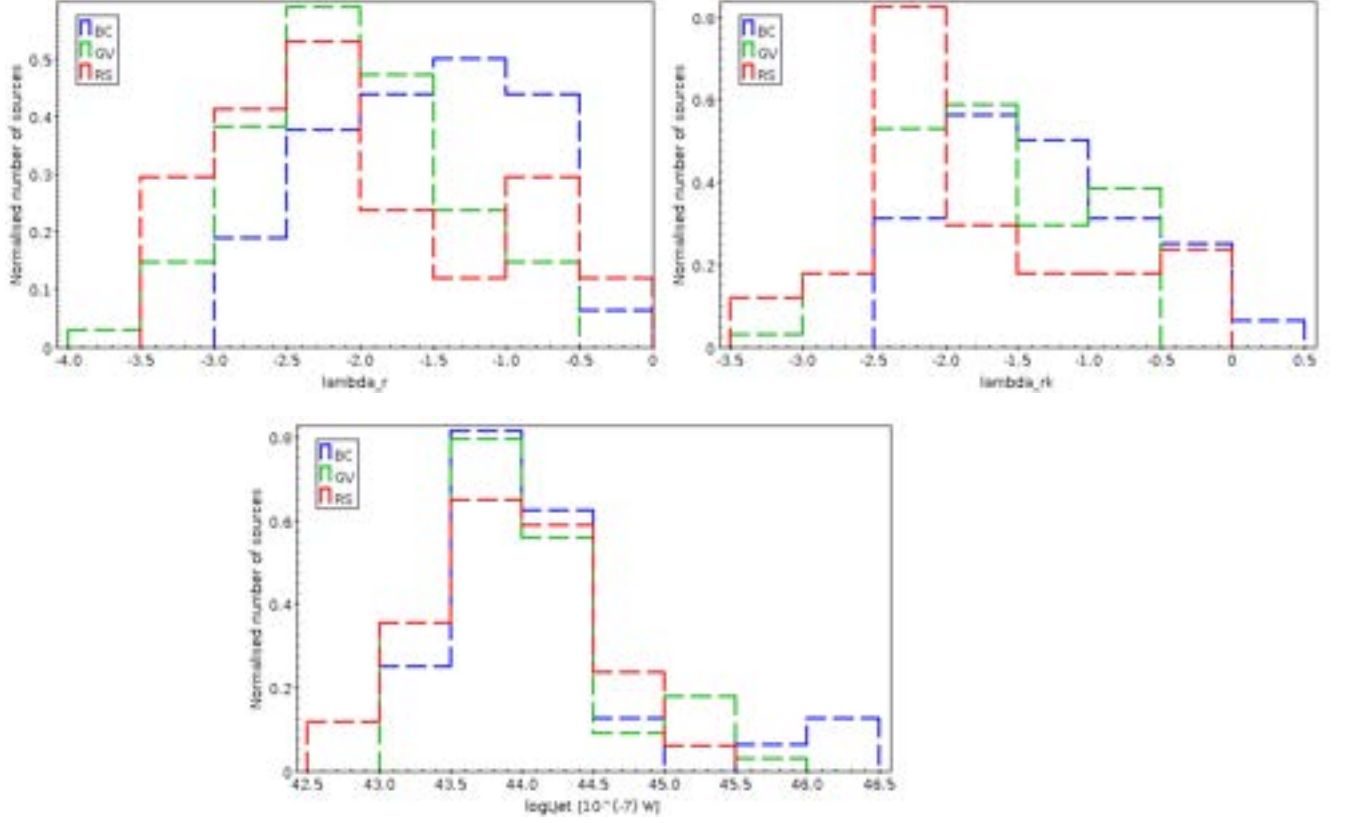 BC
GV
RS
Normalised number of sources
0.5
0.4
0.3
0.2
0.1
0
-4.0 -3.5 -3.0 -2.5 -2.0 -1.5 -1.0 -0.5 0
lambda_r
BC
GV
RS
Normalised number of sources
0.8
0.6
0.4
0.2
0
-3.5 -3.0 -2.5 -2.0 -1.5 -1.0 -0.5 0 0.5
lambda_rk
BC
GV
RS
Normalised number of sources
0.8
0.6
0.4
0.2
0
42.5 43.0 43.5 44.0 44.5 45.0 45.5 46.0 46.5
logLjet [10^(-7) W]